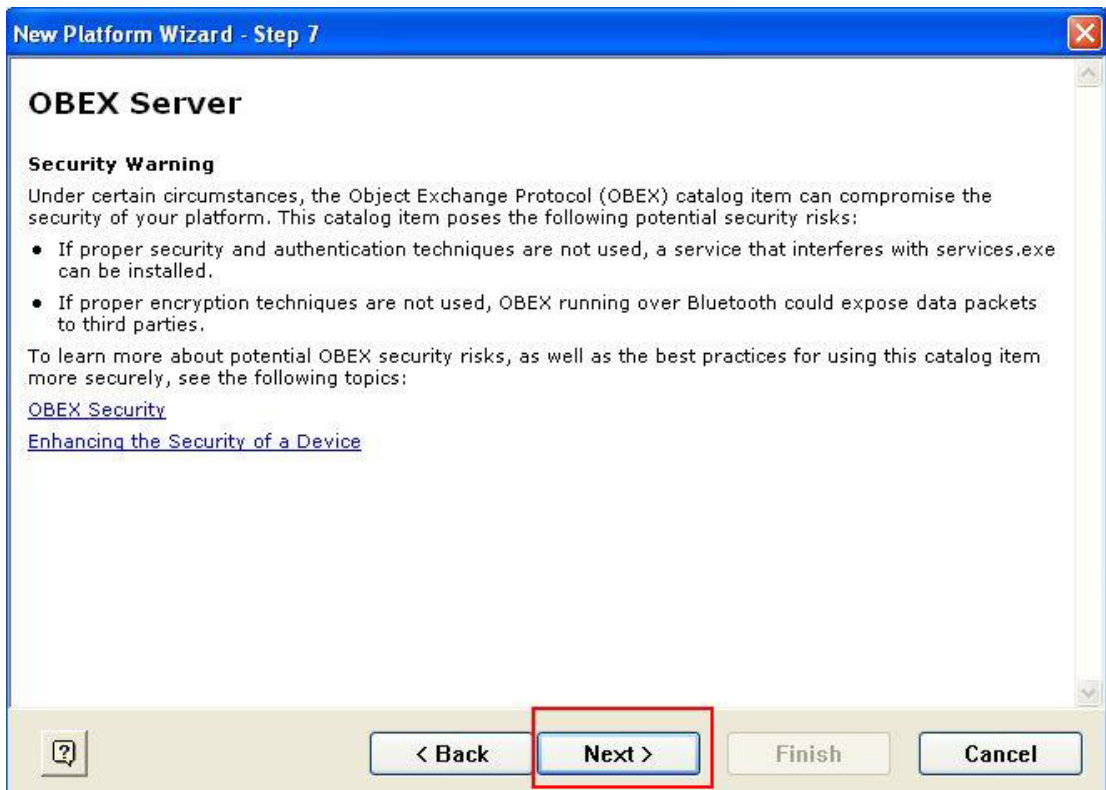 New Platform Wizard - Step 7
OBEX Server
Security Warning
Under certain circumstances, the Object Exchange Protocol (OBEX) catalog item can compromise the
security of your platform. This catalog item poses the following potential security risks:
● If proper security and authentication techniques are not used, a service that interferes with services.exe
can be installed.
● If proper encryption techniques are not used, OBEX running over Bluetooth could expose data packets
to third parties.
To learn more about potential OBEX security risks, as well as the best practices for using this catalog item
more securely, see the following topics:
OBEX Security
Enhancing the Security of a Device
? < Back Next > Finish Cancel